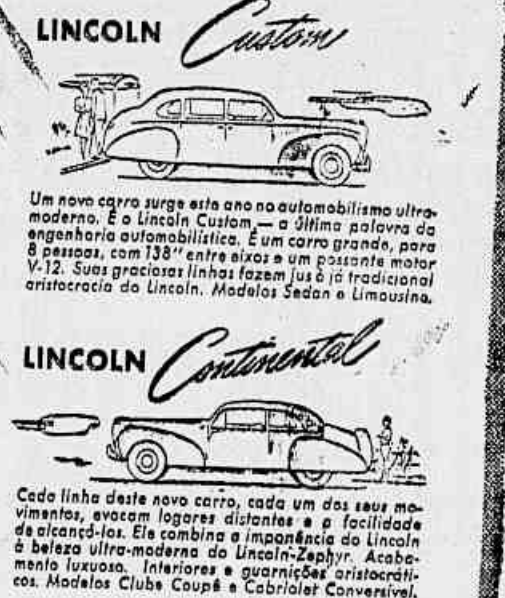 LINCOLN Custom
Um novo carro surge este ano no automobilismo ultra-
moderno. É o Lincoln Custom — a última palavra da
engenharia automobilística. É um carro grande, para
8 pessoas, com 138" entre eixos e um possante motor
V-12. Suas graciosas linhas fazem jus à já tradicional
aristocracia do Lincoln. Modelos Sedan e Limousine.
LINCOLN Continental
Cada linha deste novo carro, cada um dos seus mo-
vimentos, evocam logares distantes e a facilidade
de alcançá-los. Ele combina a imponência do Lincoln
à beleza ultra-moderna do Lincoln-Zephyr. Acaba-
mento luxuoso. Interiores e guarnições aristocráti-
cos. Modelos Clube Coupê e Cabriolet Conversível.